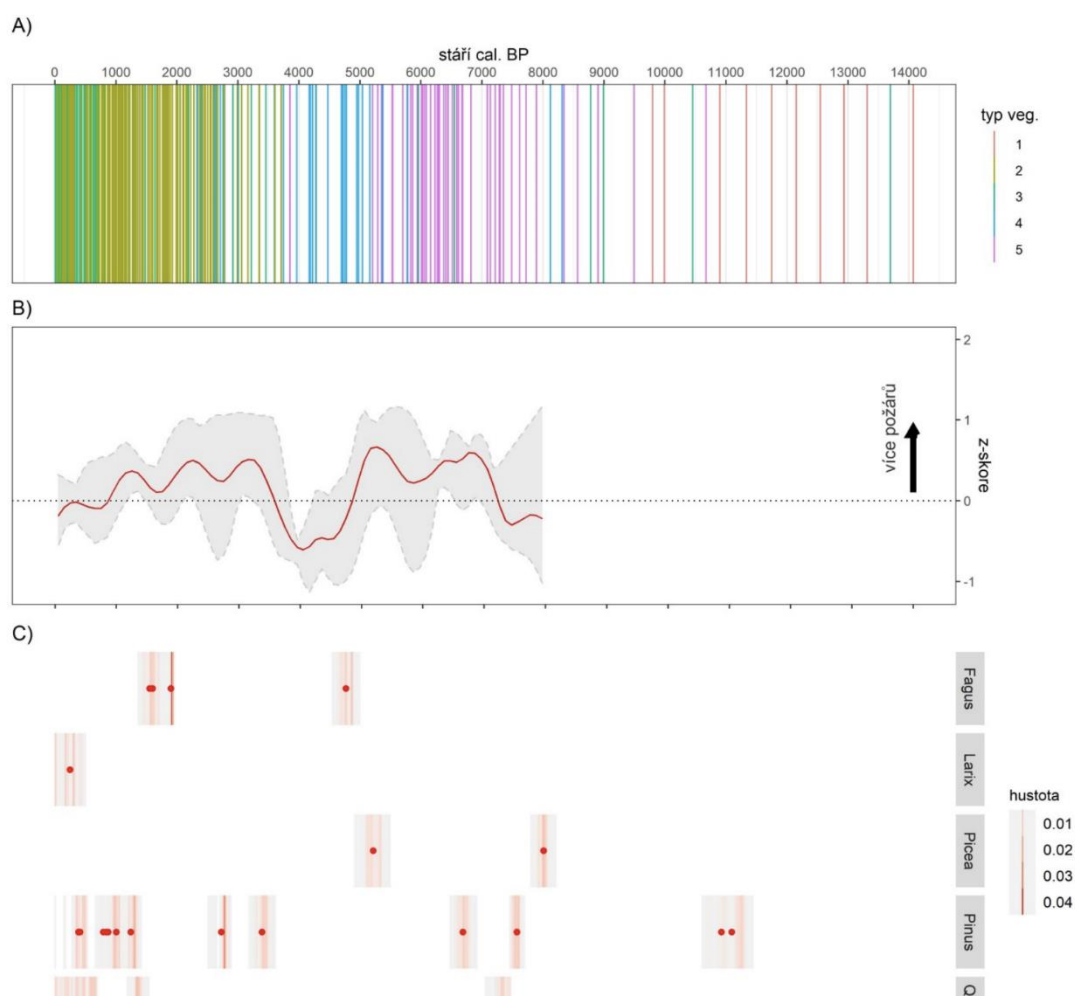 A)
stáří cal. BP
0 1000 2000 3000 4000 5000 6000 7000 8000 9000 10000 11000 12000 13000 14000
typ veg.
1
2
3
4
5
B)
2
1
0
-1
více požárů
z-skore
C)
Fagus
Larix
Picea
Pinus
Q
hustota
0.01
0.02
0.03
0.04